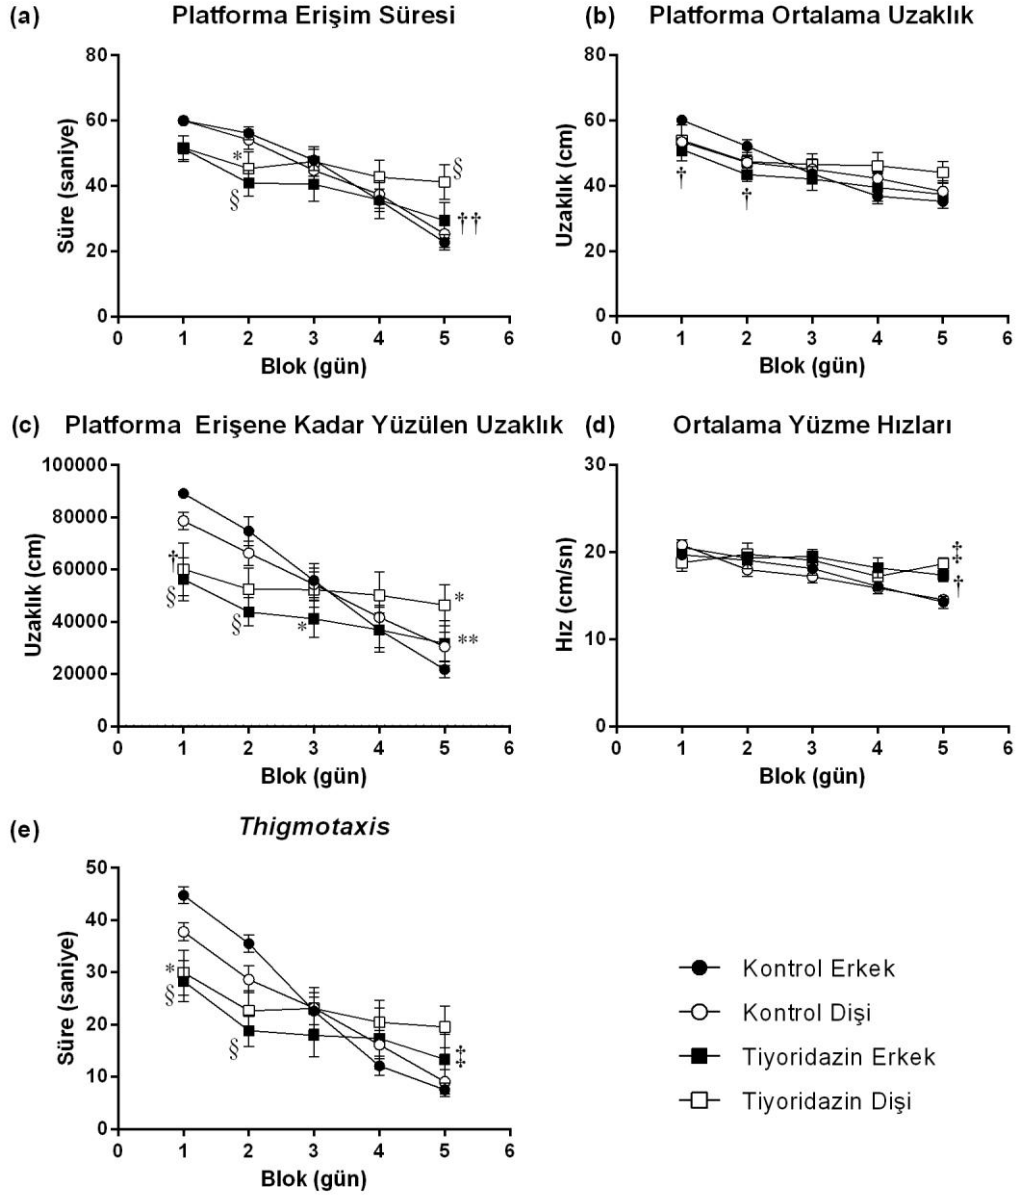 (a) Platforma Erişim Süresi
80
60
40
20
0
Süre (saniye)
*
§
§
††
0 1 2 3 4 5 6
Blok (gün)
(b) Platforma Ortalama Uzaklık
80
60
40
20
0
Uzaklık (cm)
†
†
0 1 2 3 4 5 6
Blok (gün)
(c) Platforma Erişene Kadar Yüzülen Uzaklık
100000
80000
60000
40000
20000
0
Uzaklık (cm)
†
§
§
*
*
**
0 1 2 3 4 5 6
Blok (gün)
(d) Ortalama Yüzme Hızları
30
20
10
0
Hız (cm/sn)
‡
†
0 1 2 3 4 5 6
Blok (gün)
(e) Thigmotaxis
50
40
30
20
10
0
Süre (saniye)
*
§
§
‡
0 1 2 3 4 5 6
Blok (gün)
Kontrol Erkek
Kontrol Dişi
Tiyoridazin Erkek
Tiyoridazin Dişi